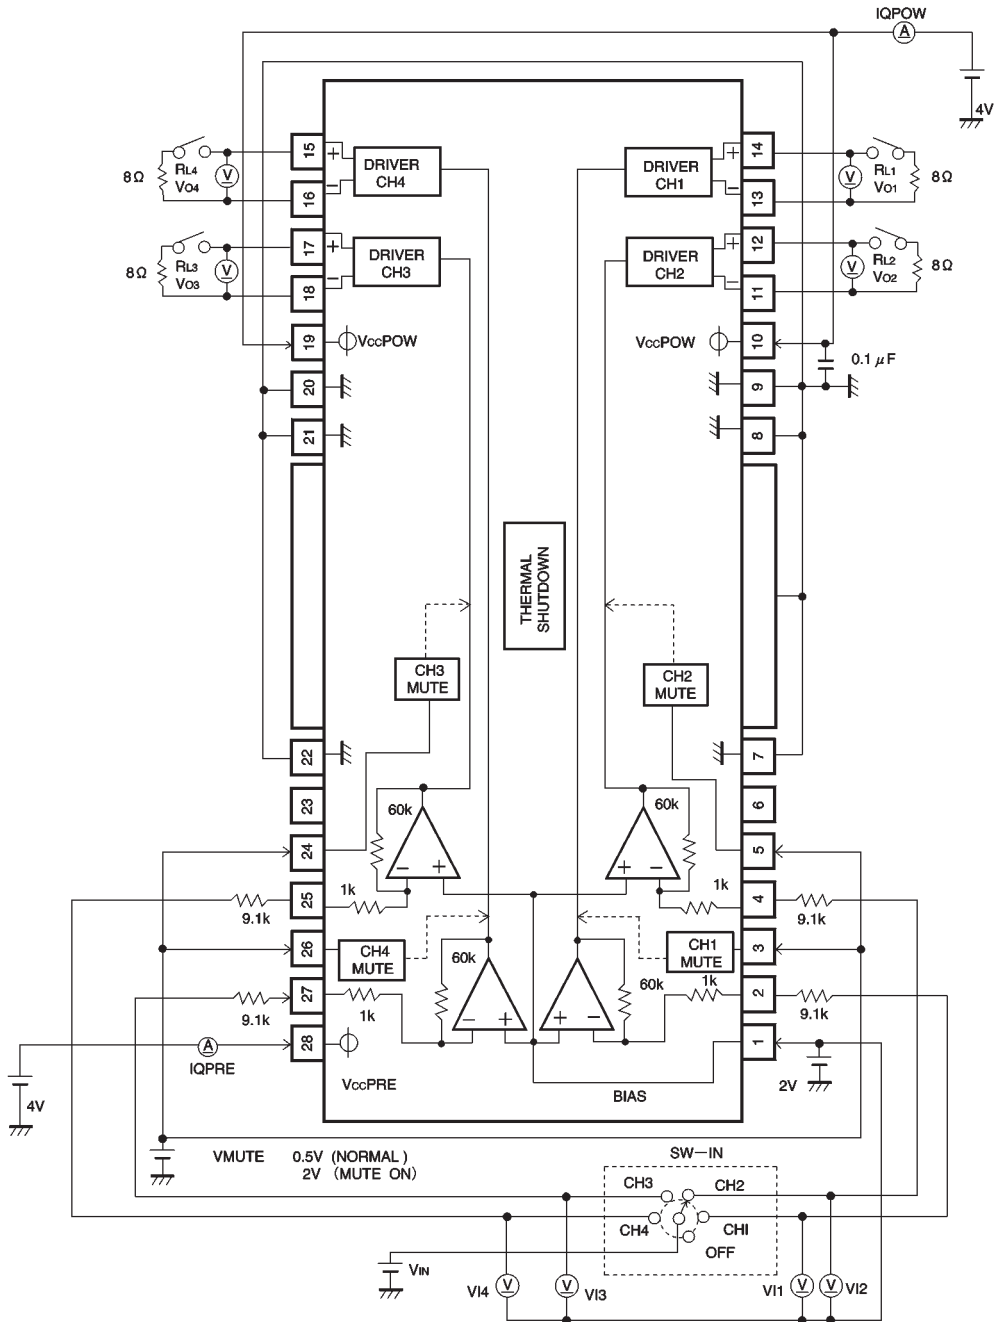 IQPOW
A
4V
15
DRIVER
CH4
DRIVER
CH1
14
8Ω
RL4
VO4
V
16
13
V
RL1
VO1
8Ω
17
DRIVER
CH3
DRIVER
CH2
12
8Ω
RL3
VO3
V
18
11
V
RL2
VO2
8Ω
19
VCCPOW
VCCPOW
10
0.1 μF
20
9
21
8
THERMAL
SHUTDOWN
CH3
MUTE
CH2
MUTE
22
7
23
60k
60k
6
24
− +
+ −
5
25
1k
1k
4
9.1k
9.1k
26
CH4
MUTE
CH1
MUTE
3
60k
60k
27
1k
1k
2
9.1k
− +
+ −
9.1k
28
1
A
IQPRE
VCCPRE
BIAS
2V
4V
VMUTE 0.5V (NORMAL)
2V (MUTE ON)
SW−IN
CH3
CH2
CH4
CH1
OFF
VIN
VI4
V
V
VI3
VI1
V
V
VI2